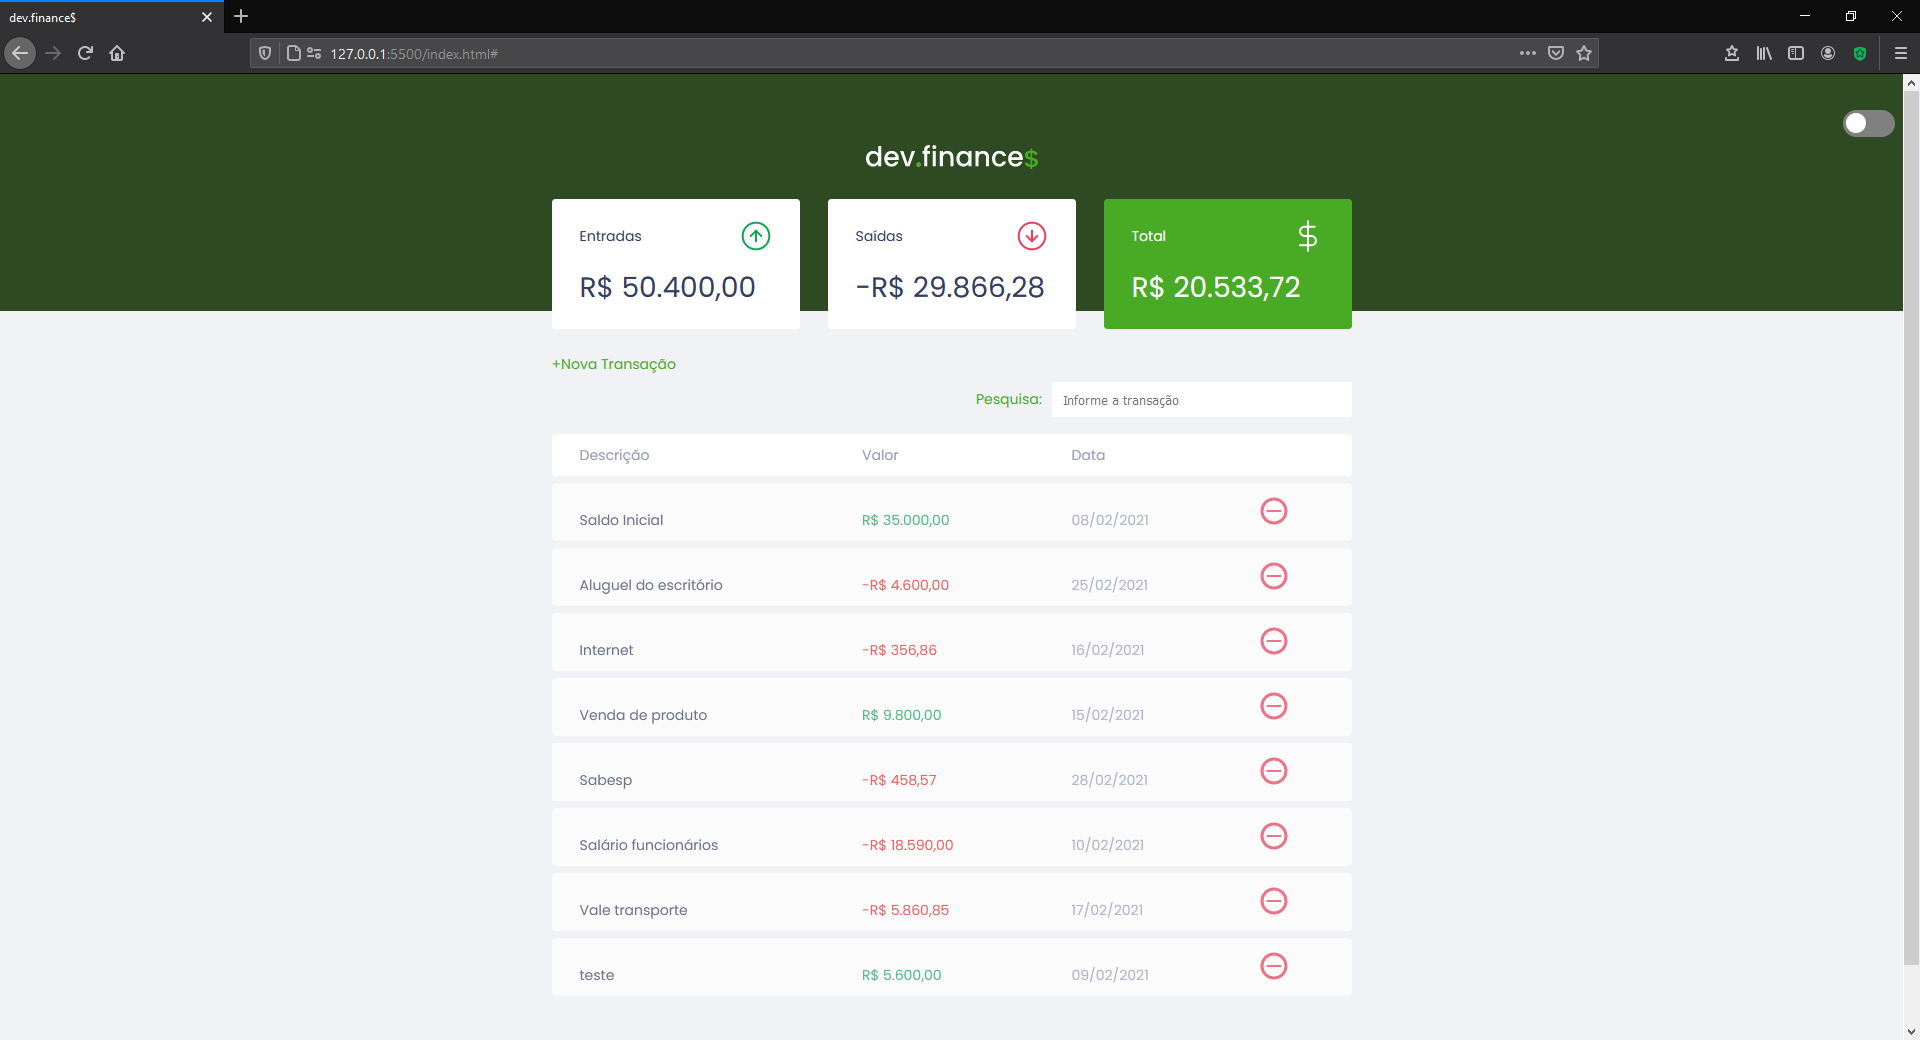 dev.finance$
127.0.0.1:5500/index.html#
dev.finance$
Entradas
R$ 50.400,00
Saídas
-R$ 29.866,28
Total
$
R$ 20.533,72
+Nova Transação
Pesquisa: Informe a transação
Descrição Valor Data
Saldo Inicial R$ 35.000,00 08/02/2021
Aluguel do escritório -R$ 4.600,00 25/02/2021
Internet -R$ 356,86 16/02/2021
Venda de produto R$ 9.800,00 15/02/2021
Sabesp -R$ 458,57 28/02/2021
Salário funcionários -R$ 18.590,00 10/02/2021
Vale transporte -R$ 5.860,85 17/02/2021
teste R$ 5.600,00 09/02/2021